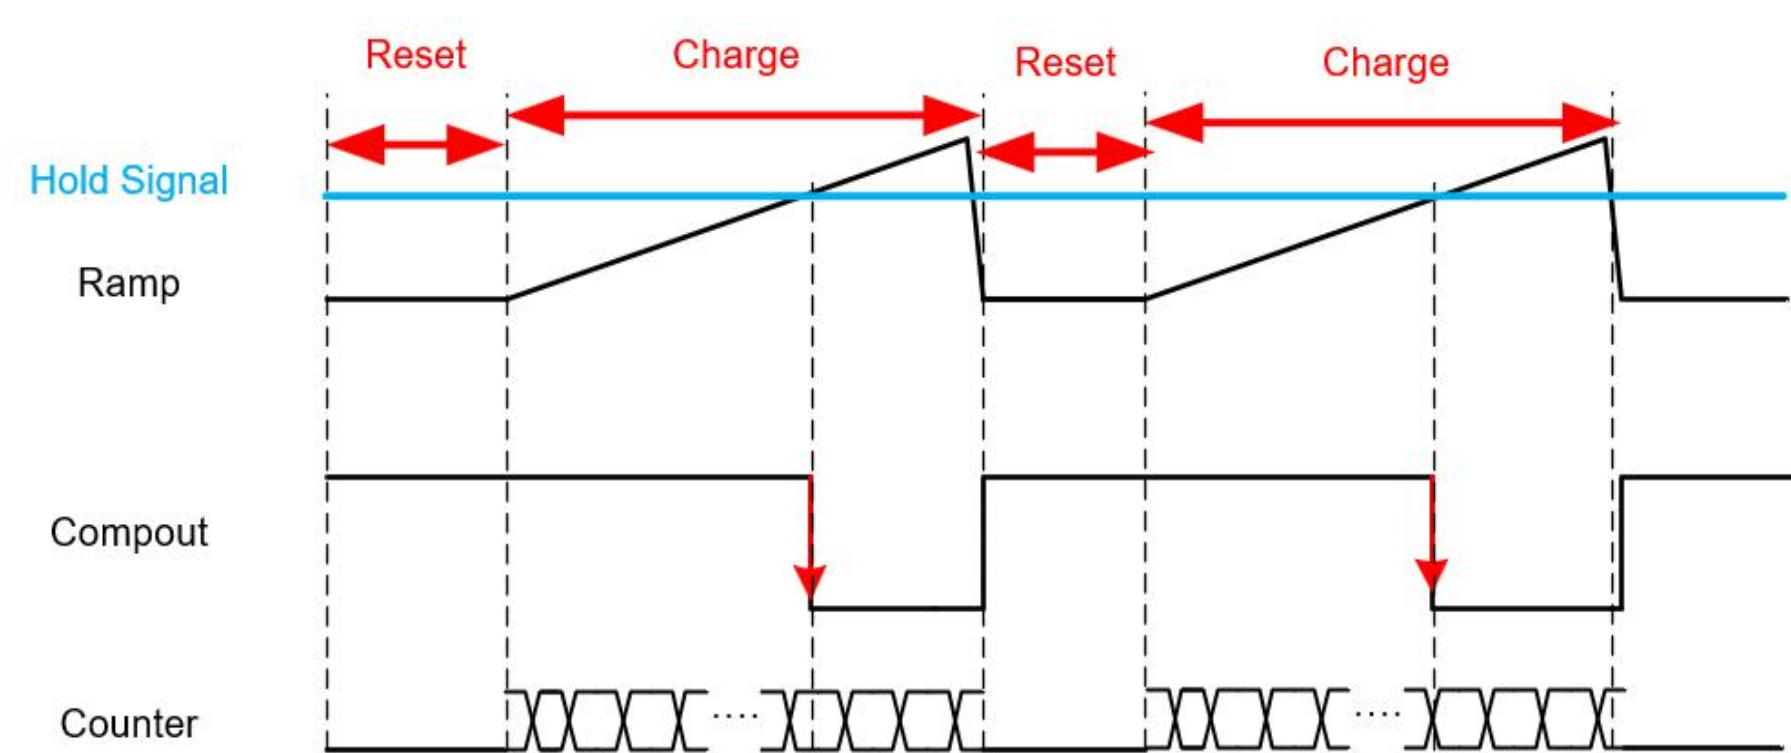 Reset
Charge
Reset
Charge
Hold Signal
Ramp
Compout
Counter
....
....